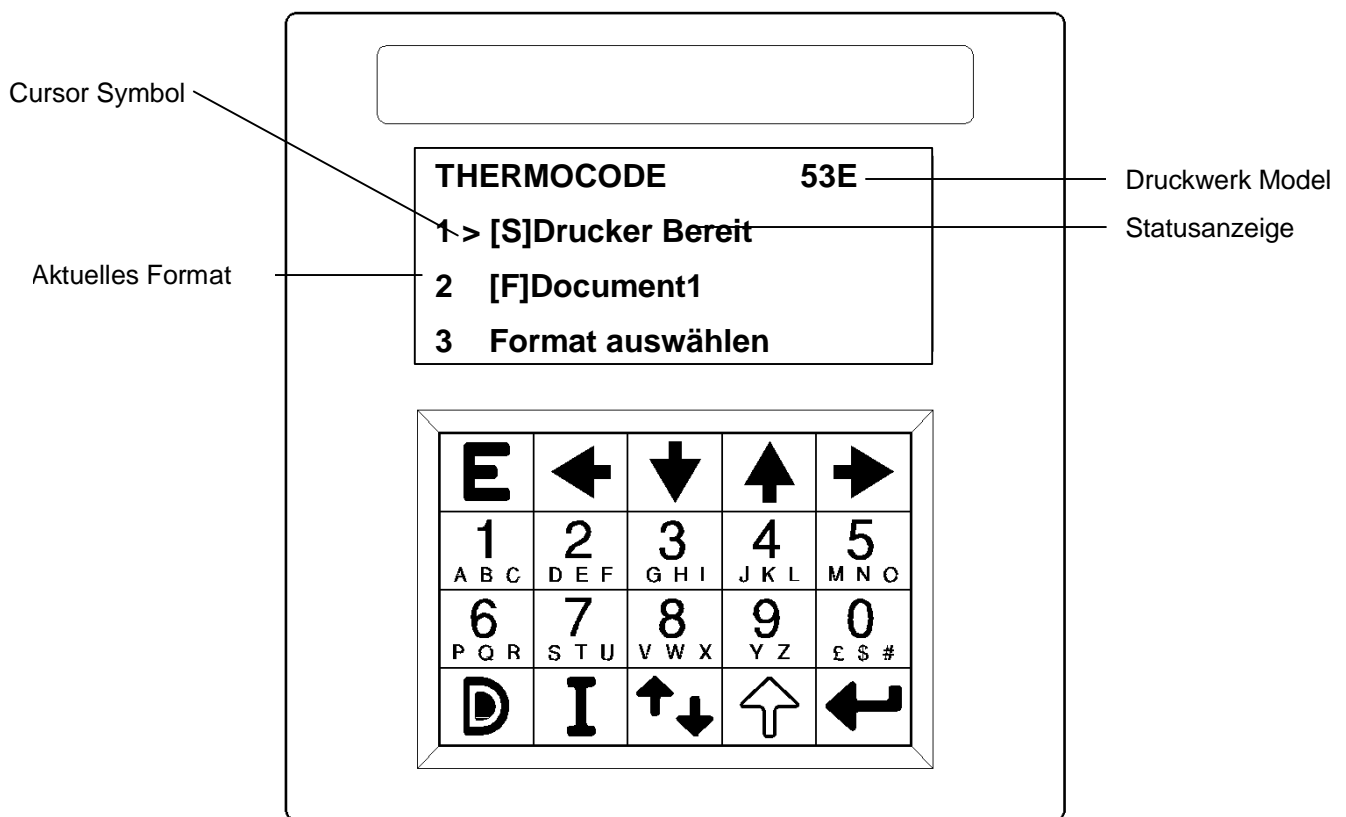 Cursor Symbol
THERMOCODE 53E
Druckwerk Model
1 > [S]Drucker Bereit
Statusanzeige
Aktuelles Format
2 [F]Document1
3 Format auswählen
E
1 2 3 4 5
A B C D E F G H I J K L M N O
6 7 8 9 0
P Q R S T U V W X Y Z £ $ #
D I